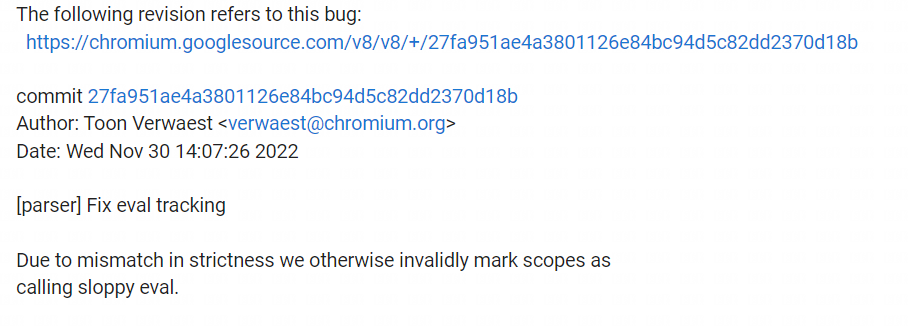 The following revision refers to this bug:
https://chromium.googlesource.com/v8/v8/+/27fa951ae4a3801126e84bc94d5c82dd2370d18b
commit 27fa951ae4a3801126e84bc94d5c82dd2370d18b
Author: Toon Verwaest <verwaest@chromium.org>
Date: Wed Nov 30 14:07:26 2022
[parser] Fix eval tracking
Due to mismatch in strictness we otherwise invalidly mark scopes as
calling sloppy eval.